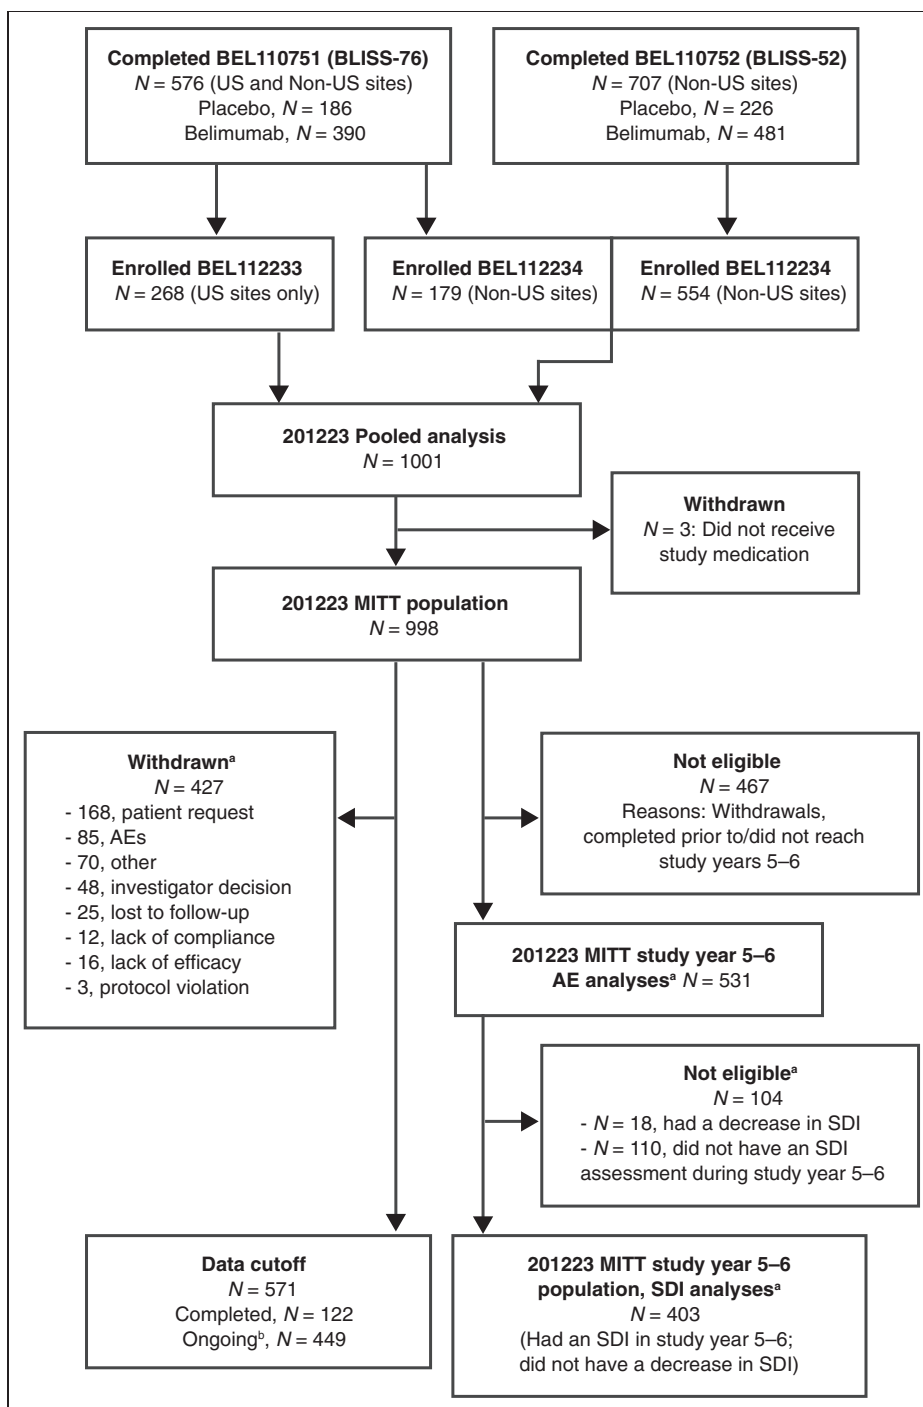 Completed BEL110751 (BLISS-76)
N = 576 (US and Non-US sites)
Placebo, N = 186
Belimumab, N = 390
Completed BEL110752 (BLISS-52)
N = 707 (Non-US sites)
Placebo, N = 226
Belimumab, N = 481
Enrolled BEL112233
N = 268 (US sites only)
Enrolled BEL112234
N = 179 (Non-US sites)
Enrolled BEL112234
N = 554 (Non-US sites)
201223 Pooled analysis
N = 1001
Withdrawn
N = 3: Did not receive
study medication
201223 MITT population
N = 998
Withdrawnᵃ
N = 427
- 168, patient request
- 85, AEs
- 70, other
- 48, investigator decision
- 25, lost to follow-up
- 12, lack of compliance
- 16, lack of efficacy
- 3, protocol violation
Not eligible
N = 467
Reasons: Withdrawals,
completed prior to/did not reach
study years 5–6
201223 MITT study year 5–6
AE analysesᵃ N = 531
Not eligibleᵃ
N = 104
- N = 18, had a decrease in SDI
- N = 110, did not have an SDI
assessment during study year 5–6
Data cutoff
N = 571
Completed, N = 122
Ongoingᵇ, N = 449
201223 MITT study year 5–6
population, SDI analysesᵃ
N = 403
(Had an SDI in study year 5–6;
did not have a decrease in SDI)